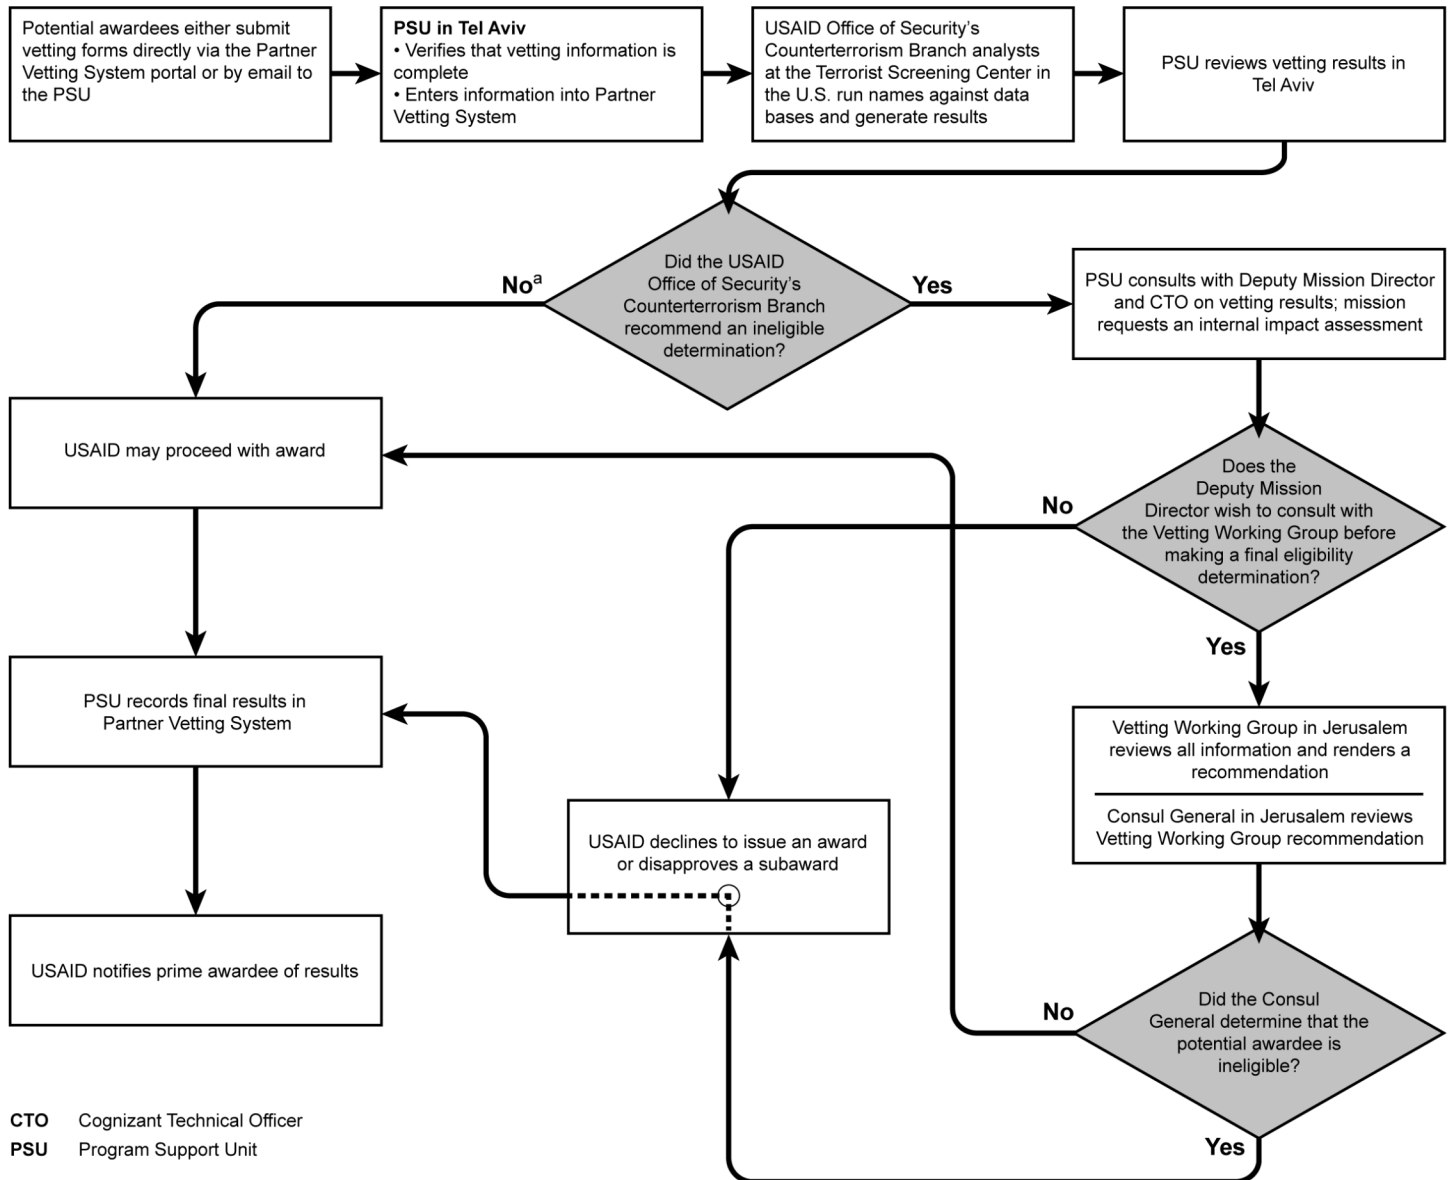 Potential awardees either submit
vetting forms directly via the Partner
Vetting System portal or by email to
the PSU
PSU in Tel Aviv
• Verifies that vetting information is
complete
• Enters information into Partner
Vetting System
USAID Office of Security’s
Counterterrorism Branch analysts
at the Terrorist Screening Center in
the U.S. run names against data
bases and generate results
PSU reviews vetting results in
Tel Aviv
Did the USAID
Office of Security’s
Counterterrorism Branch
recommend an ineligible
determination?
Noa
Yes
PSU consults with Deputy Mission Director
and CTO on vetting results; mission
requests an internal impact assessment
USAID may proceed with award
Does the
Deputy Mission
Director wish to consult with
the Vetting Working Group before
making a final eligibility
determination?
No
Yes
PSU records final results in
Partner Vetting System
Vetting Working Group in Jerusalem
reviews all information and renders a
recommendation
Consul General in Jerusalem reviews
Vetting Working Group recommendation
USAID declines to issue an award
or disapproves a subaward
USAID notifies prime awardee of results
Did the Consul
General determine that the
potential awardee is
ineligible?
No
Yes
CTO Cognizant Technical Officer
PSU Program Support Unit